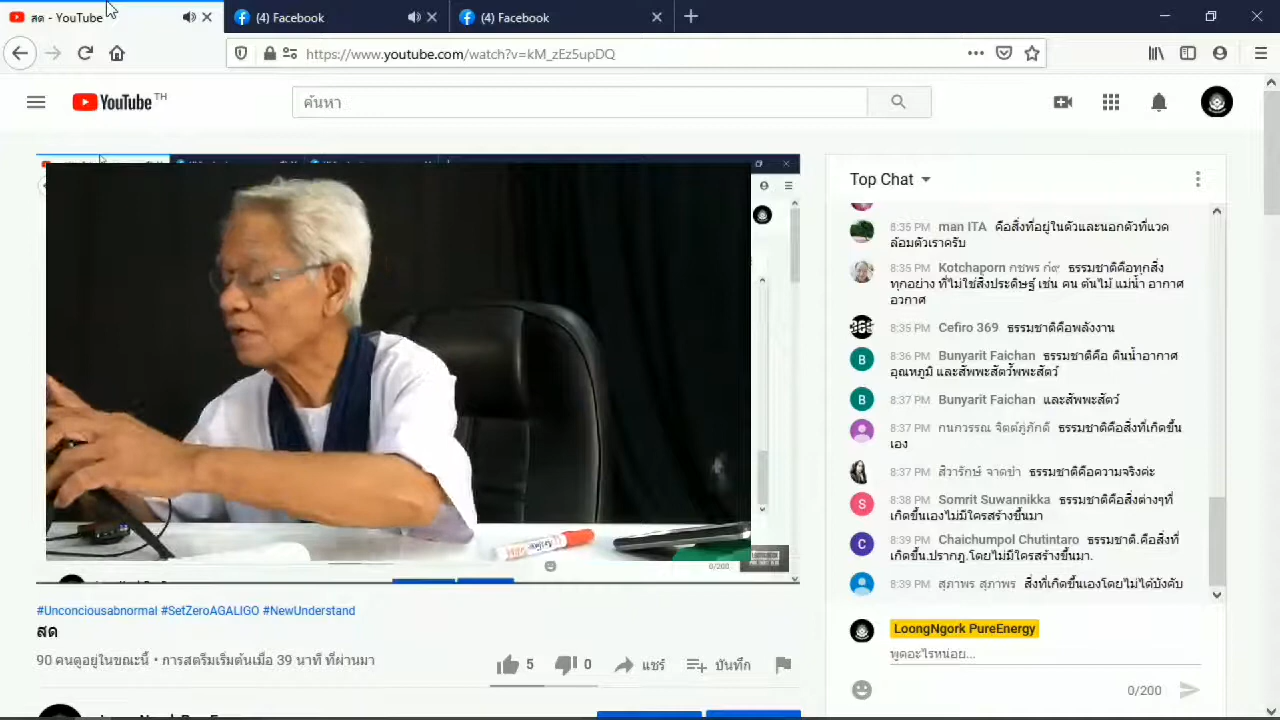 สด - YouTube
(4) Facebook
(4) Facebook
https://www.youtube.com/watch?v=kM_zEz5upDQ
YouTube TH
ค้นหา
Top Chat
8:35 PM man ITA คือสิ่งที่อยู่ในตัวและนอกตัวที่แวด
ล้อมตัวเราครับ
8:35 PM Kotchaporn กชพร ธรรมชาติคือทุกสิ่ง
ทุกอย่าง ที่ไม่ใช่สิ่งประดิษฐ์ เช่น ฅน ต้นไม้ แม่น้ำ อากาศ
อวกาศ
8:35 PM Cefiro 369 ธรรมชาติคือพลังงาน
8:36 PM Bunyarit Faichan ธรรมชาติคือ ดินน้ำอากาศ
อุณหภูมิ และสัพพะสัตว์พพะสัตว์
8:37 PM Bunyarit Faichan และสัพพะสัตว์
8:37 PM กนกวรรณ จิตต์ภู่ภักดี ธรรมชาติคือสิ่งที่เกิดขึ้น
เอง
8:37 PM สิวารักษ์ ธรรมชาติคือความจริงค่ะ
8:38 PM Somrit Suwannikka ธรรมชาติคือสิ่งต่างๆที่
เกิดขึ้นเองไม่มีใครสร้างขึ้นมา
8:39 PM Chaichumpol Chutintaro ธรรมชาติ.คือสิ่งที่
เกิดขึ้น.ปรากฏ.โดยไม่มีใครสร้างขึ้นมา.
8:39 PM สุภาพร สุภาพร สิ่งที่เกิดขึ้นเองโดยไม่ได้บังคับ
LoongNgork PureEnergy
พูดอะไรหน่อย...
0/200
0/200
#Unconciousabnormal #SetZeroAGALIGO #NewUnderstand
สด
90 คนดูอยู่ในขณะนี้ • การสตรีมเริ่มต้นเมื่อ 39 นาที ที่ผ่านมา
5
0
แชร์
บันทึก